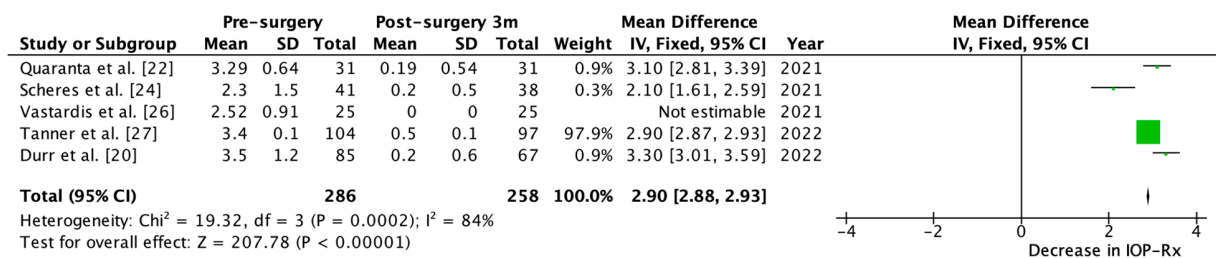 Pre-surgery Post-surgery 3m Mean Difference Mean Difference
Study or Subgroup Mean SD Total Mean SD Total Weight IV, Fixed, 95% CI Year IV, Fixed, 95% CI
Quaranta et al. [22] 3.29 0.64 31 0.19 0.54 31 0.9% 3.10 [2.81, 3.39] 2021
Scheres et al. [24] 2.3 1.5 41 0.2 0.5 38 0.3% 2.10 [1.61, 2.59] 2021
Vastardis et al. [26] 2.52 0.91 25 0 0 25 Not estimable 2021
Tanner et al. [27] 3.4 0.1 104 0.5 0.1 97 97.9% 2.90 [2.87, 2.93] 2022
Durr et al. [20] 3.5 1.2 85 0.2 0.6 67 0.9% 3.30 [3.01, 3.59] 2022
Total (95% CI) 286 258 100.0% 2.90 [2.88, 2.93]
Heterogeneity: Chi² = 19.32, df = 3 (P = 0.0002); I² = 84%
Test for overall effect: Z = 207.78 (P < 0.00001)
-4 -2 0 2 4
Decrease in IOP-Rx